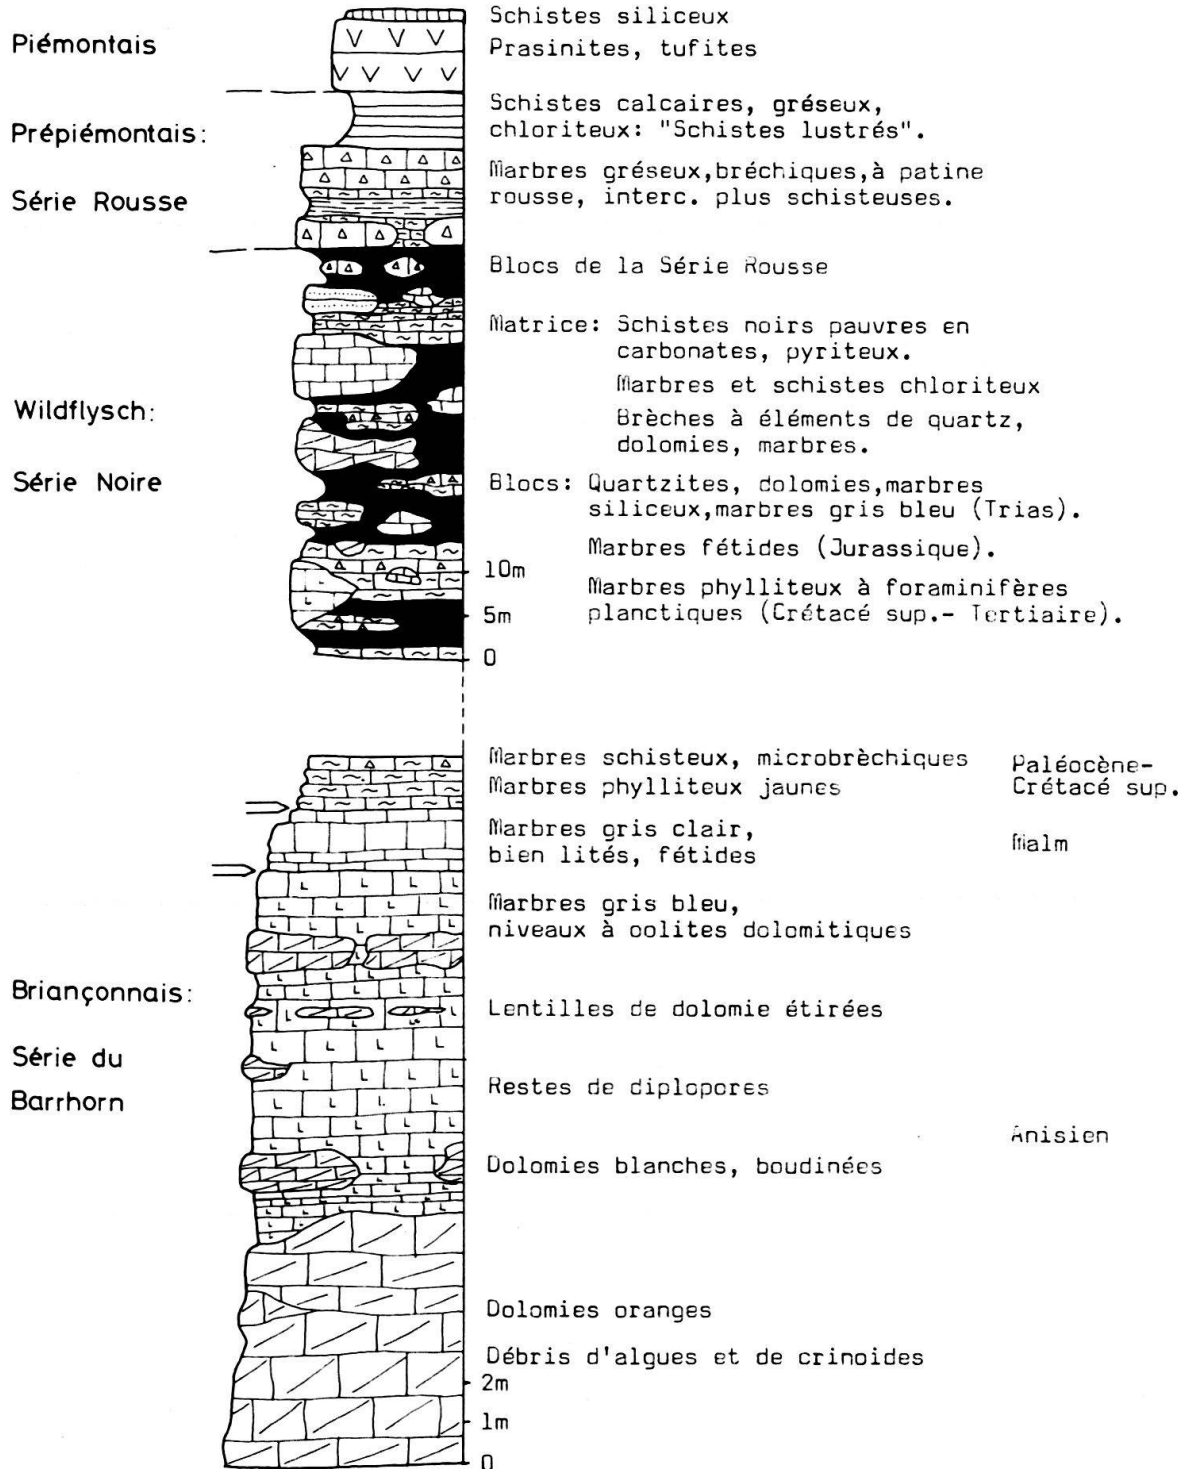 Piémontais
Schistes siliceux
Prasinites, tufites
Prépiémontais:
Schistes calcaires, gréseux,
chloriteux: "Schistes lustrés".
Série Rousse
Marbres gréseux,bréchiques,à patine
rousse, interc. plus schisteuses.
Blocs de la Série Rousse
Wildflysch:
Série Noire
Matrice: Schistes noirs pauvres en
carbonates, pyriteux.
Marbres et schistes chloriteux
Brèches à éléments de quartz,
dolomies, marbres.
Blocs: Quartzites, dolomies,marbres
siliceux,marbres gris bleu (Trias).
Marbres fétides (Jurassique).
Marbres phylliteux à foraminifères
planctiques (Crétacé sup.- Tertiaire).
10m
5m
0
Marbres schisteux, microbrèchiques
Marbres phylliteux jaunes
Paléocène-
Crétacé sup.
Marbres gris clair,
bien lités, fétides
Malm
Marbres gris bleu,
niveaux à oolites dolomitiques
Briançonnais:
Série du
Barrhorn
Lentilles de dolomie étirées
Restes de diplopores
Anisien
Dolomies blanches, boudinées
Dolomies oranges
Débris d'algues et de crinoides
2m
1m
0